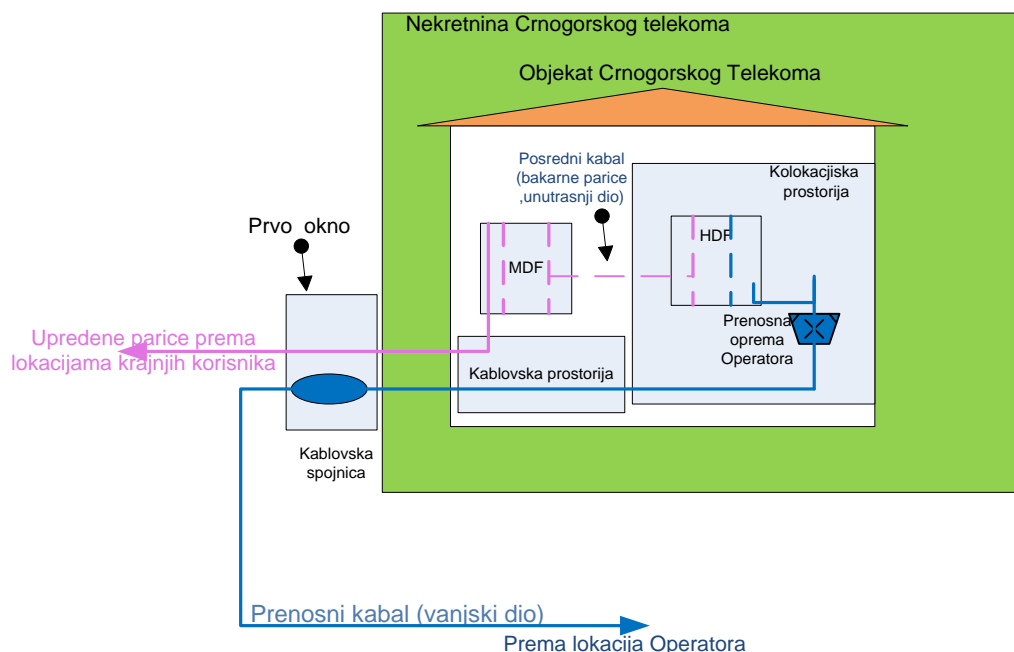 Nekretnina Crnogorskog telekoma
Objekat Crnogorskog Telekoma
Posredni kabal
(bakarne parice
,unutrasnji dio)
Kolokacjiska
prostorija
Prvo okno
MDF
HDF
Upredene parice prema
lokacijama krajnjih korisnika
Prenosna
oprema
Operatora
Kablovska prostorija
Kablovska
spojnica
Prenosni kabal (vanjski dio)
Prema lokacija Operatora